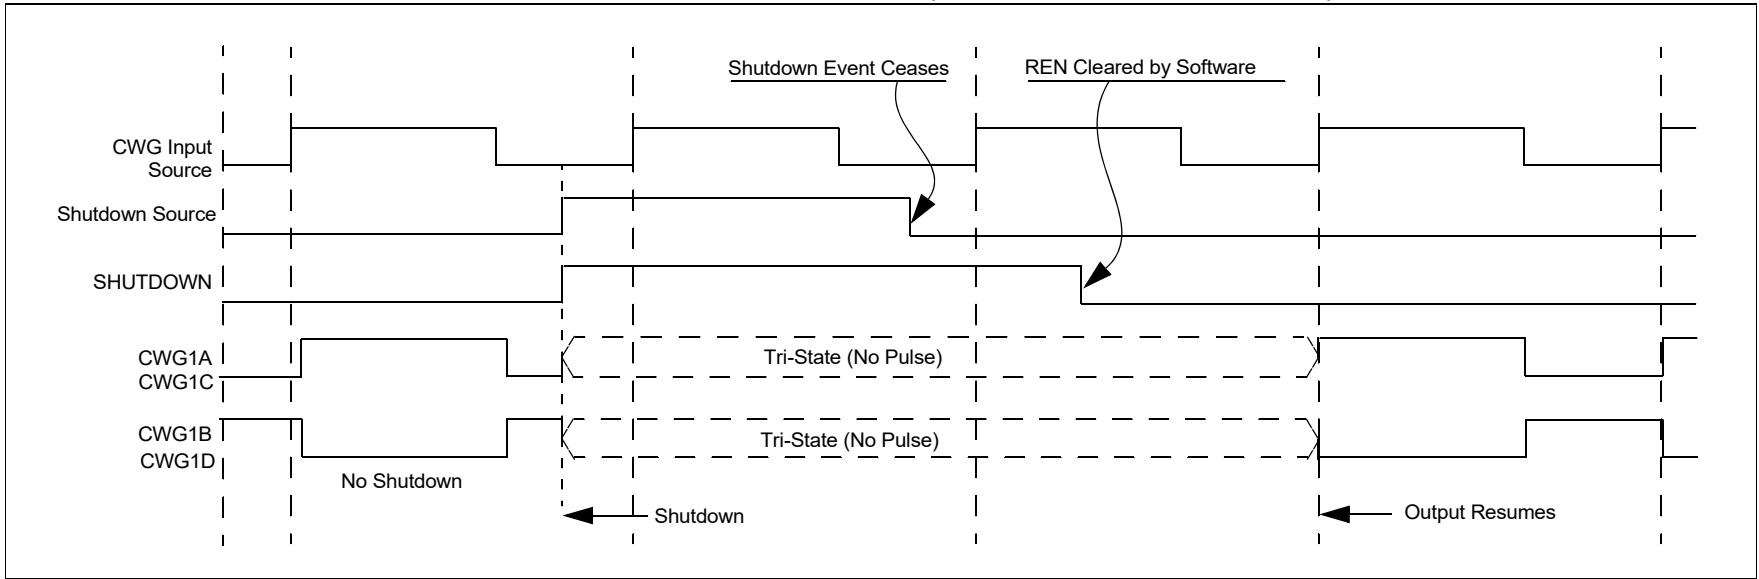 Shutdown Event Ceases
REN Cleared by Software
CWG Input
Source
Shutdown Source
SHUTDOWN
CWG1A
CWG1C
Tri-State (No Pulse)
CWG1B
CWG1D
Tri-State (No Pulse)
No Shutdown
Shutdown
Output Resumes